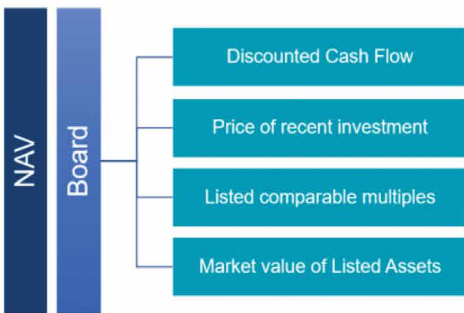 NAV
Board
Discounted Cash Flow
Price of recent investment
Listed comparable multiples
Market value of Listed Assets